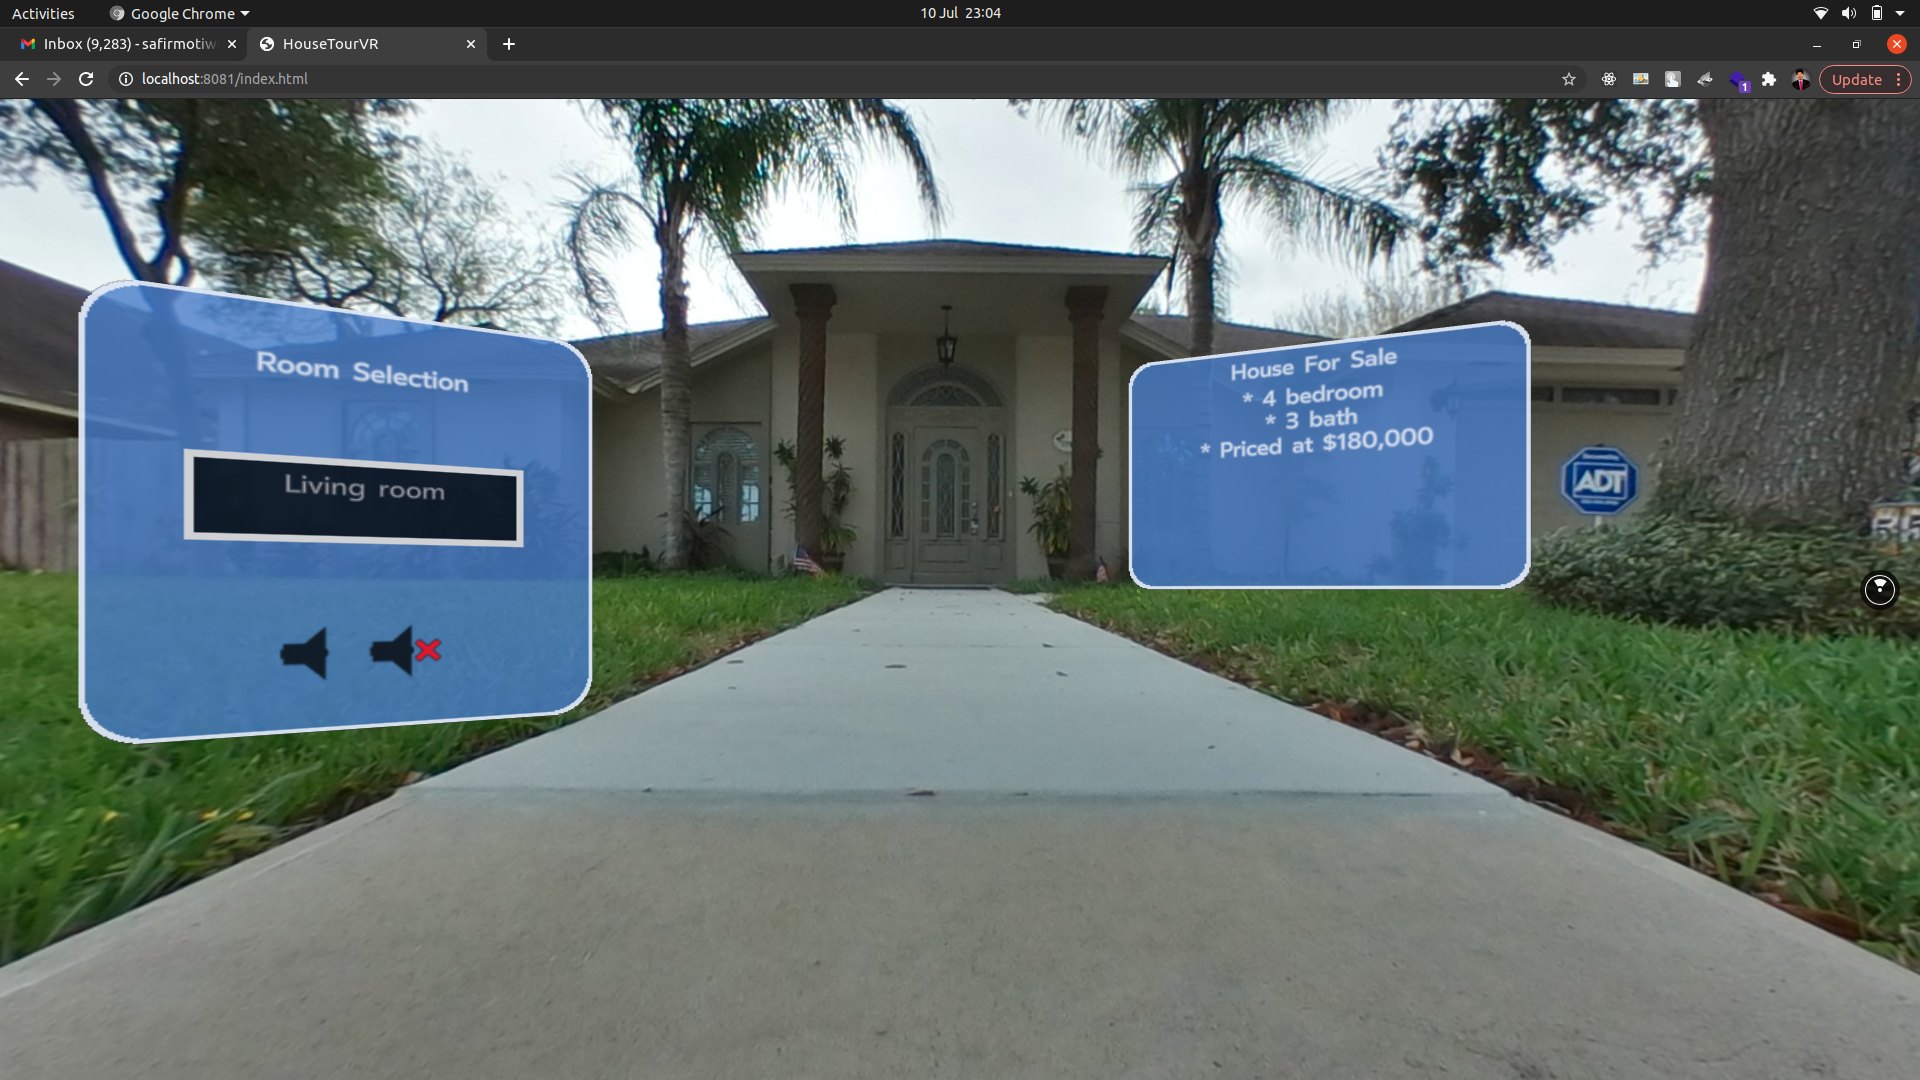 Activities
Google Chrome
10 Jul 23:04
Inbox (9,283) - safirmotiw
HouseTourVR
localhost:8081/index.html
1
Update
Room Selection
Living room
House For Sale
* 4 bedroom
* 3 bath
* Priced at $180,000
ADT